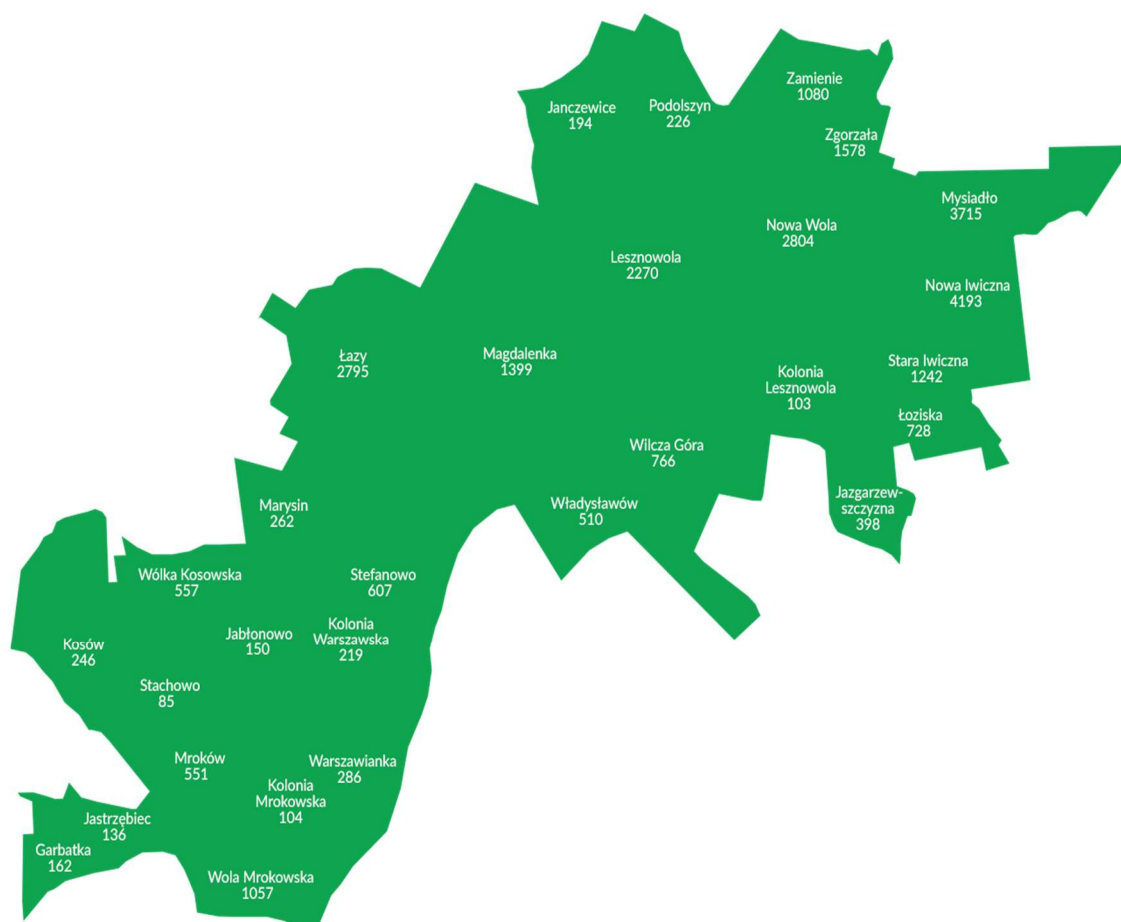 Zamienie
1080
Janczewice
194
Podolszyn
226
Zgorzała
1578
Mysiadło
3715
Nowa Wola
2804
Lesznowola
2270
Nowa Iwiczna
4193
Łazy
2795
Magdalenka
1399
Kolonia
Lesznowola
103
Stara Iwiczna
1242
Łoziska
728
Wilcza Góra
766
Władysławów
510
Jazgarzew-
szczyzna
398
Marysin
262
Wólka Kosowska
557
Stefanowo
607
Kosów
246
Jabłonowo
150
Kolonia
Warszawska
219
Stachowo
85
Mroków
551
Warszawianka
286
Kolonia
Mrokowska
104
Jastrzębiec
136
Garbatka
162
Wola Mrokowska
1057